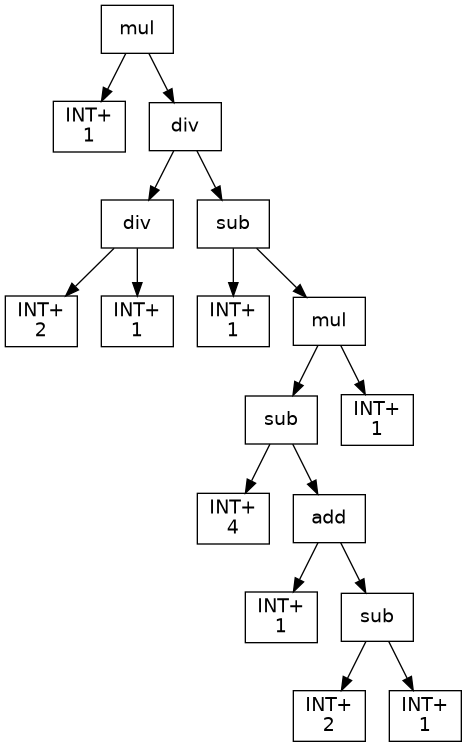 mul
INT+
1
div
div
sub
INT+
2
INT+
1
INT+
1
mul
sub
INT+
1
INT+
4
add
INT+
1
sub
INT+
2
INT+
1